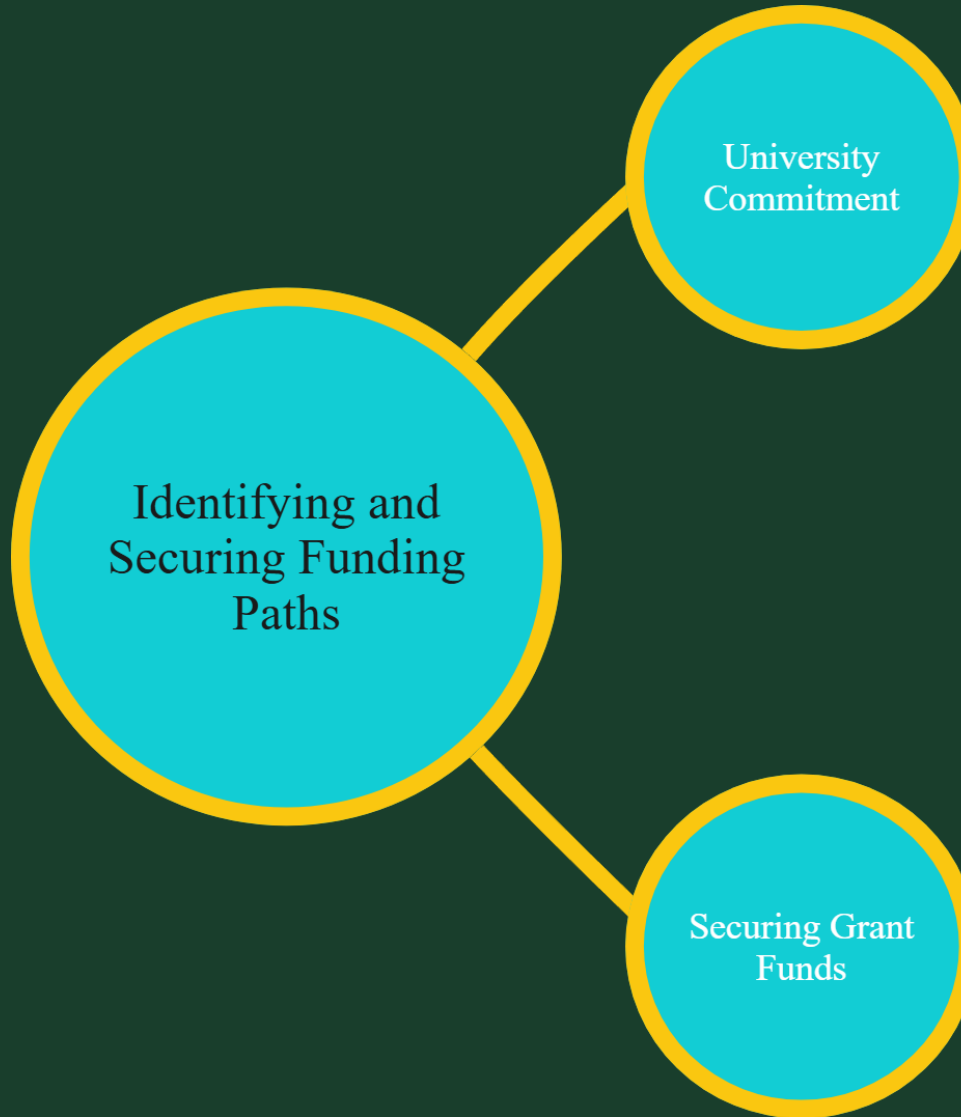 University
Commitment
Identifying and
Securing Funding
Paths
Securing Grant
Funds